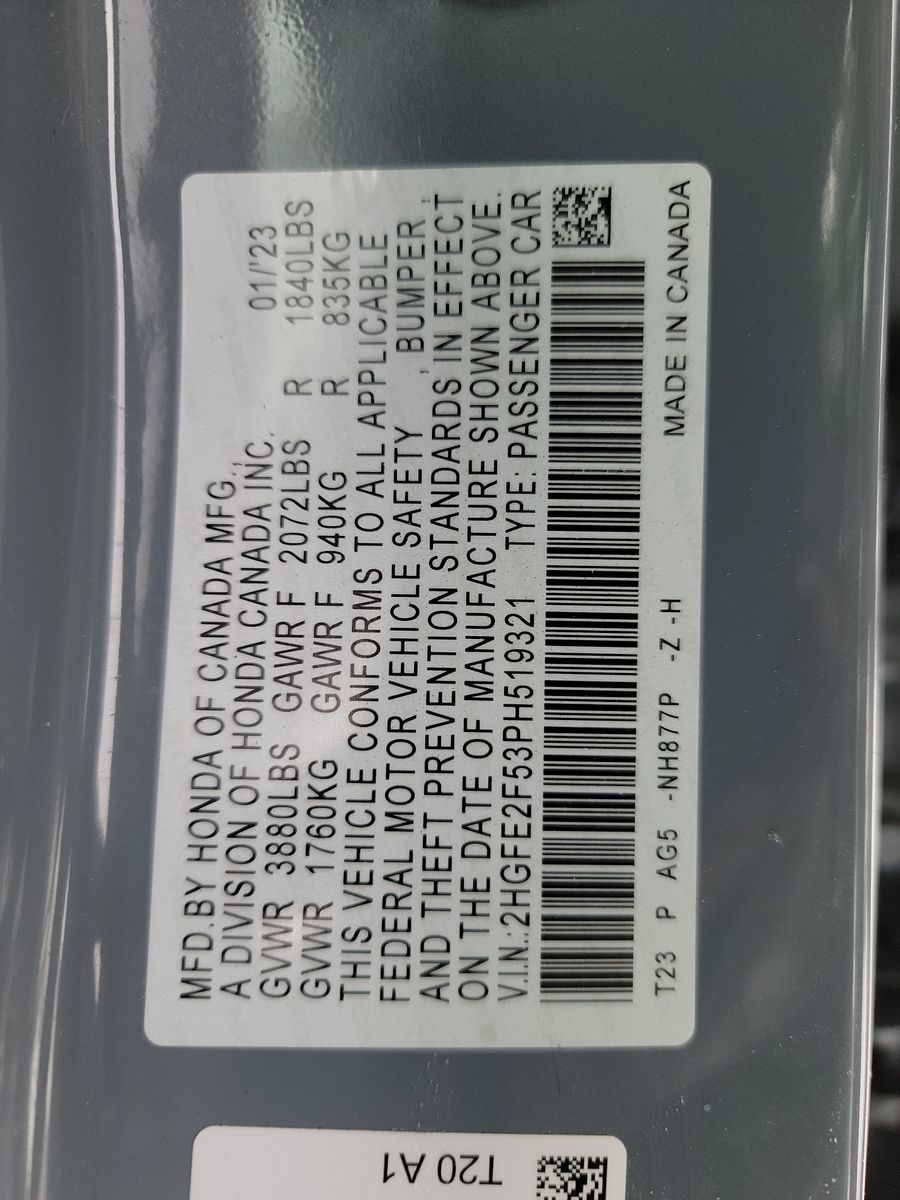 MFD.BY HONDA OF CANADA MFG.,
A DIVISION OF HONDA CANADA INC. 01/'23
GVWR 3880LBS GAWR F 2072LBS R 1840LBS
GVWR 1760KG GAWR F 940KG R 835KG
THIS VEHICLE CONFORMS TO ALL APPLICABLE
FEDERAL MOTOR VEHICLE SAFETY , BUMPER ,
AND THEFT PREVENTION STANDARDS IN EFFECT
ON THE DATE OF MANUFACTURE SHOWN ABOVE.
V.I.N.:2HGFE2F53PH519321 TYPE: PASSENGER CAR
T23 P AG5 -NH877P -Z -H MADE IN CANADA
T20 A1